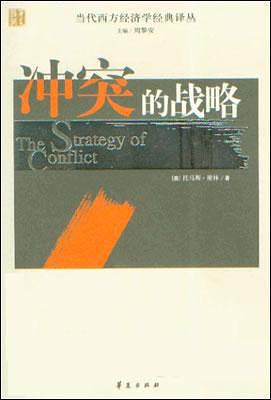 当代西方经济学经典译丛
主编/周黎安
冲突的战略
The Strategy of
Conflict
(美)托马斯·谢林/著
华夏出版社